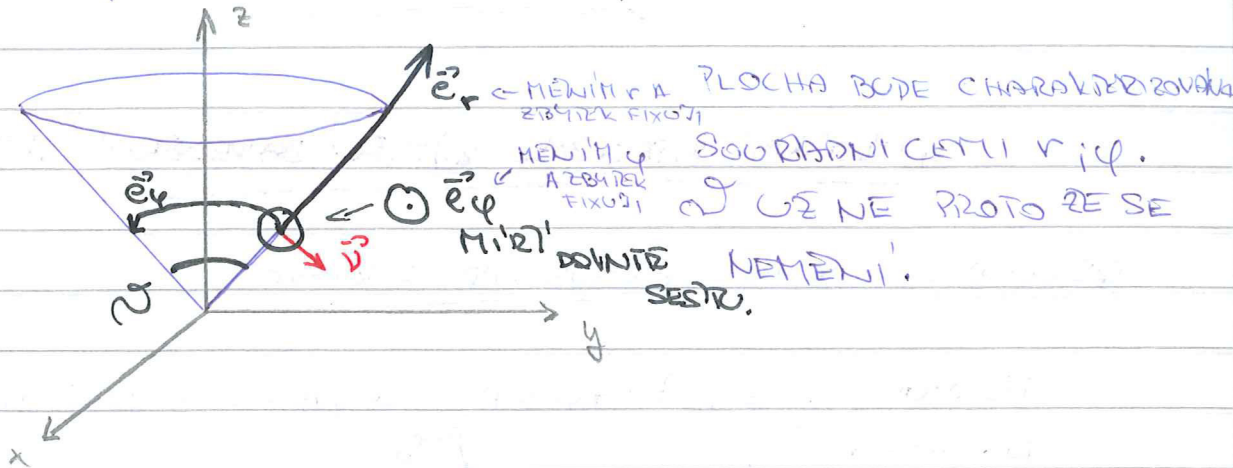 z
e⃗r ← MĚNÍM r A PLOCHA BUDE CHARAKTERIZOVÁNA
ZBYTEK FIXUJI
MĚNÍM φ SOUŘADNICEMI r, φ.
e⃗φ ← ⊙ e⃗φ A ZBYTEK
FIXUJI ϑ UŽ NE PROTO ŽE SE
MÍŘÍ DOVNITŘ NEMĚNÍ.
SEŠITU.
ν⃗
ϑ
y
x